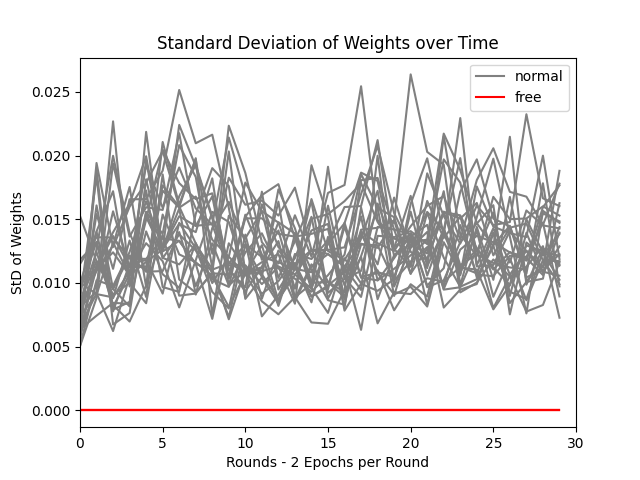 Standard Deviation of Weights over Time
normal
free
0.025
0.020
0.015
0.010
0.005
0.000
StD of Weights
0 5 10 15 20 25 30
Rounds - 2 Epochs per Round